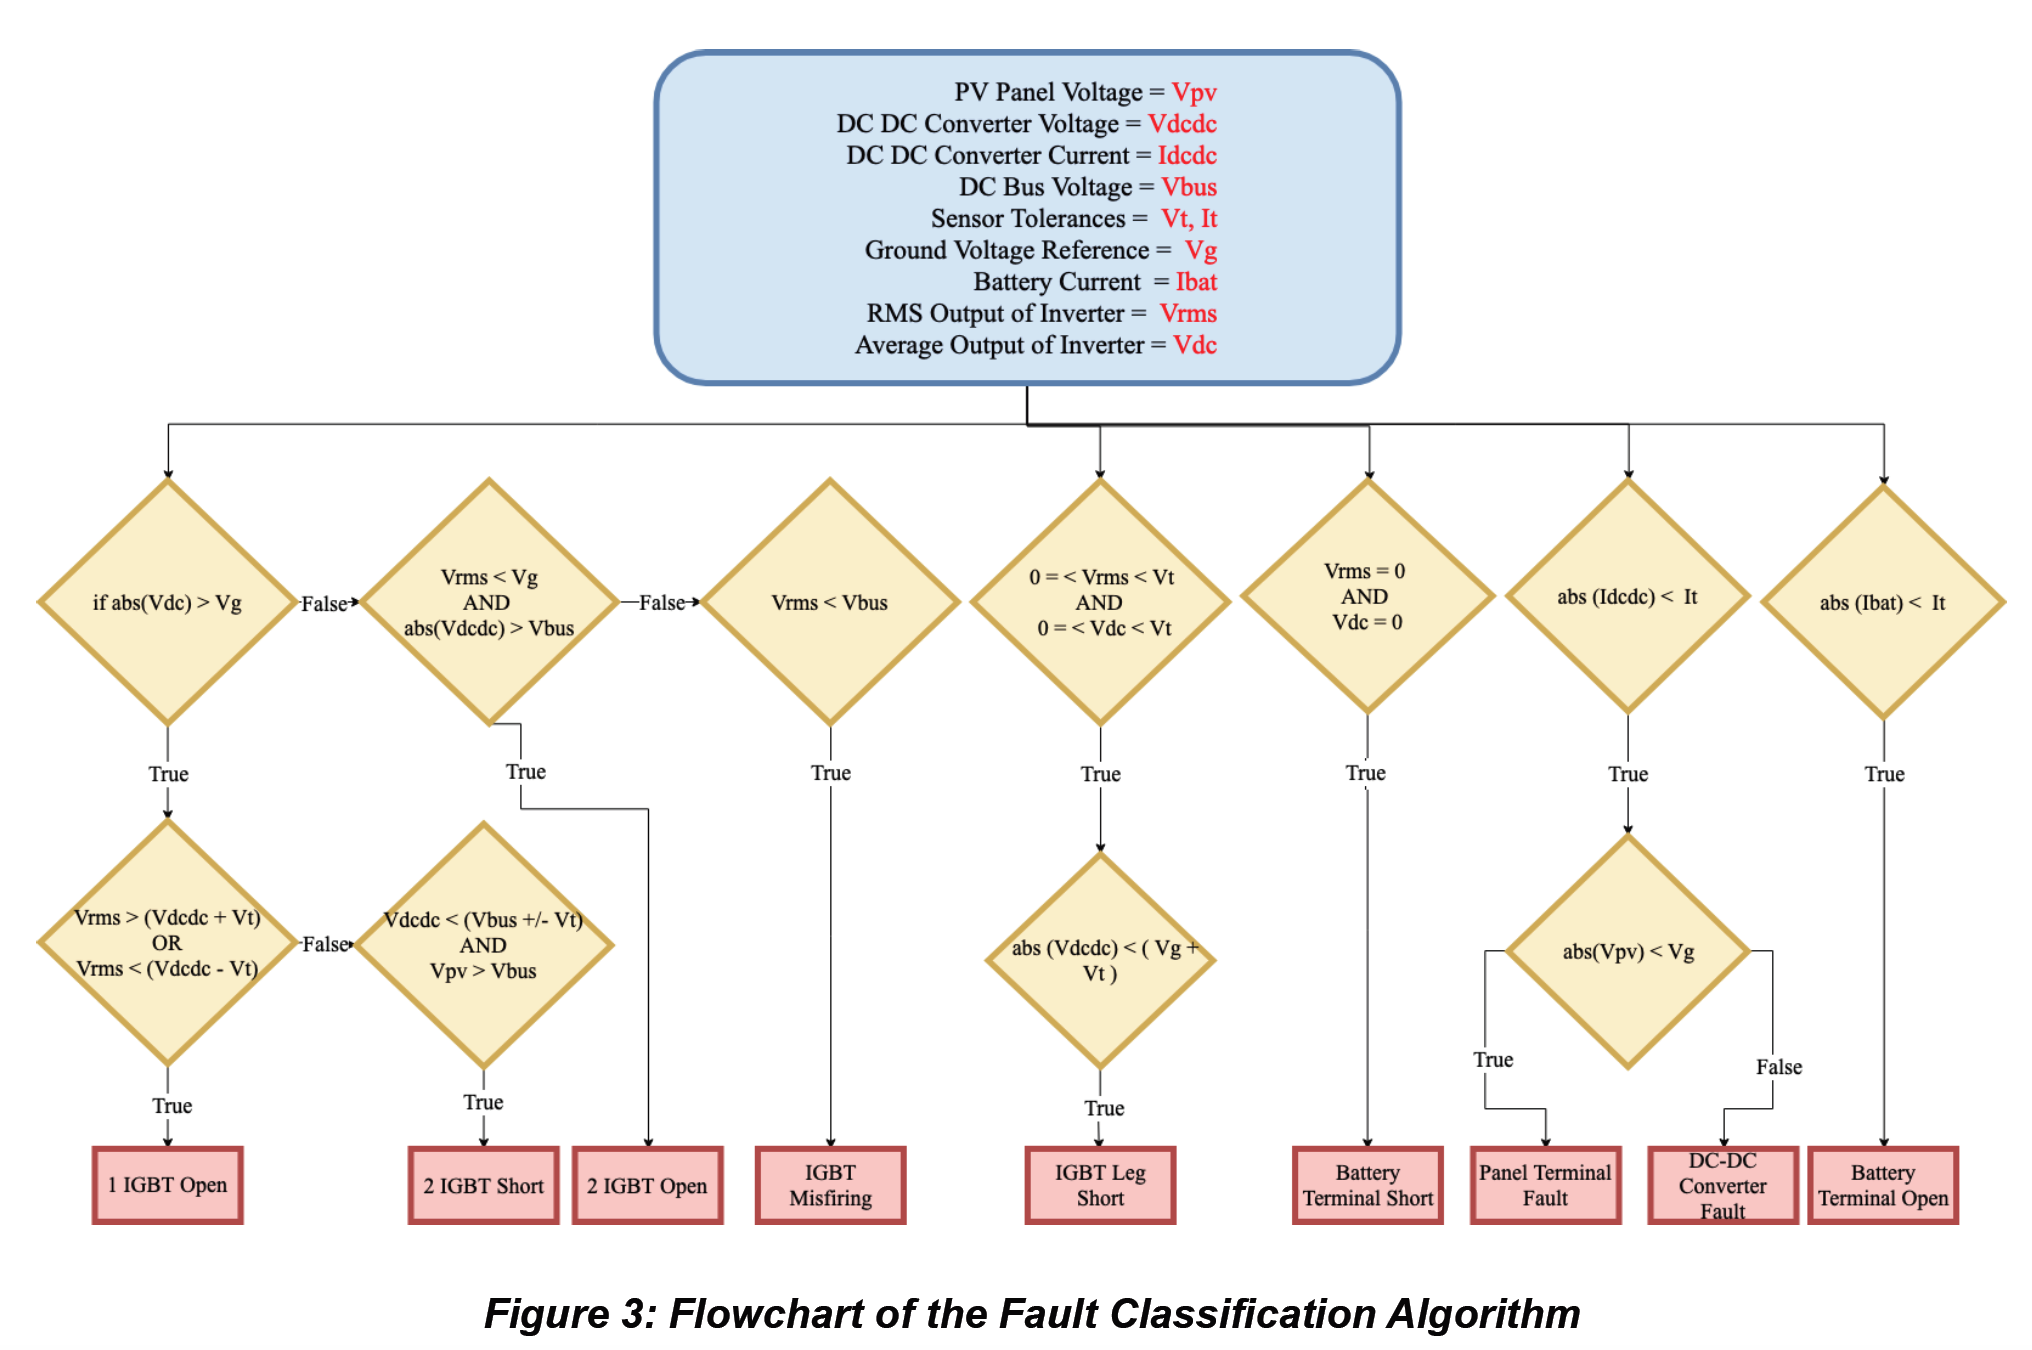 PV Panel Voltage = Vpv
DC DC Converter Voltage = Vdcdc
DC DC Converter Current = Idcdc
DC Bus Voltage = Vbus
Sensor Tolerances = Vt, It
Ground Voltage Reference = Vg
Battery Current = Ibat
RMS Output of Inverter = Vrms
Average Output of Inverter = Vdc
if abs(Vdc) > Vg
False
Vrms < Vg
AND
abs(Vdcdc) > Vbus
False
Vrms < Vbus
0 = < Vrms < Vt
AND
0 = < Vdc < Vt
Vrms = 0
AND
Vdc = 0
abs (Idcdc) < It
abs (Ibat) < It
True
True
True
True
True
True
True
Vrms > (Vdcdc + Vt)
OR
Vrms < (Vdcdc - Vt)
False
Vdcdc < (Vbus +/- Vt)
AND
Vpv > Vbus
abs (Vdcdc) < ( Vg +
Vt )
abs(Vpv) < Vg
True
True
True
True
False
1 IGBT Open
2 IGBT Short
2 IGBT Open
IGBT
Misfiring
IGBT Leg
Short
Battery
Terminal Short
Panel Terminal
Fault
DC-DC
Converter
Fault
Battery
Terminal Open
Figure 3: Flowchart of the Fault Classification Algorithm